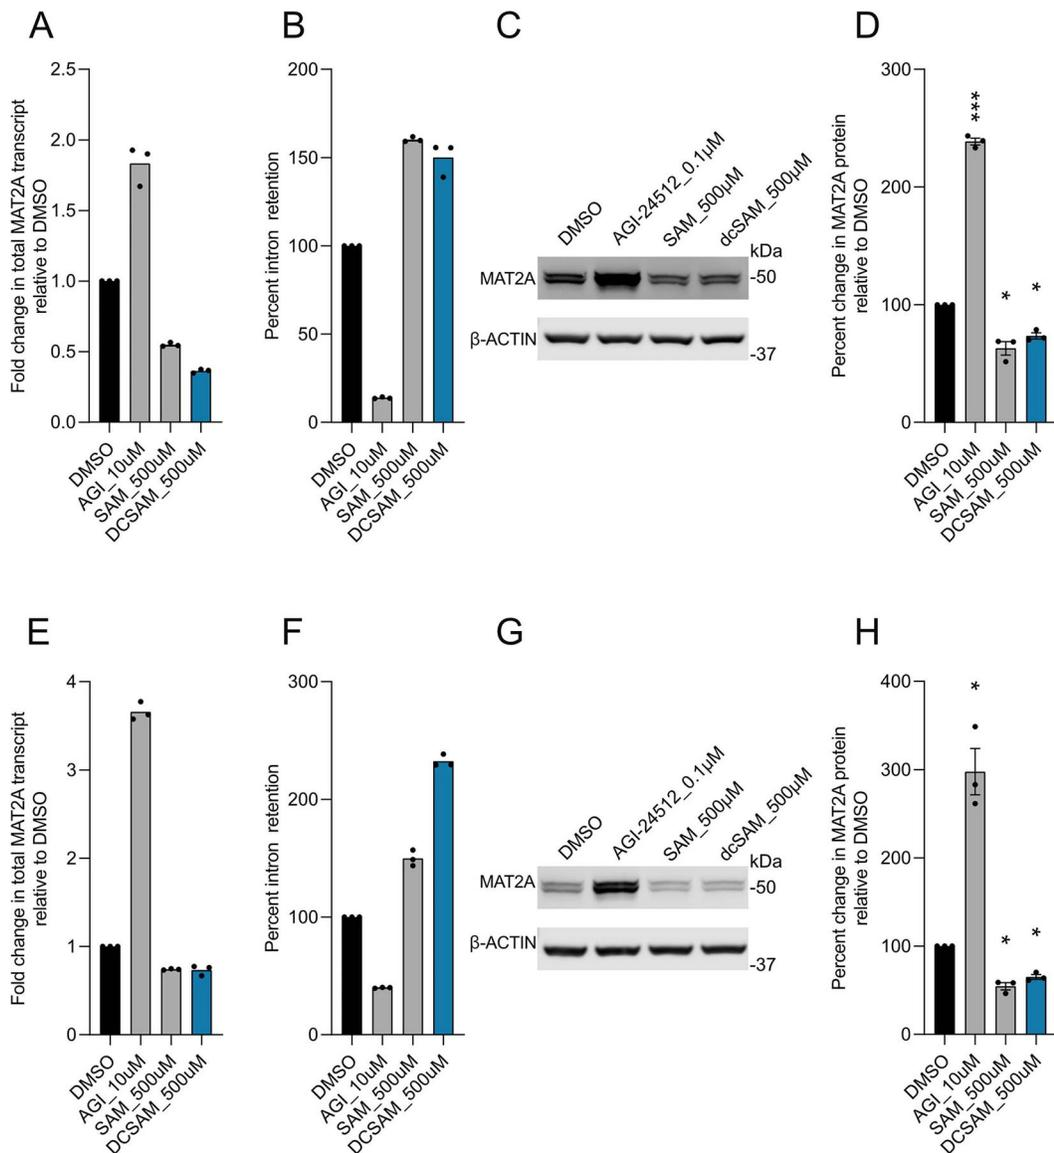 A
Fold change in total MAT2A transcript
relative to DMSO
2.5
2.0
1.5
1.0
0.5
0.0
DMSO
AGI_10uM
SAM_500uM
DCSAM_500uM
B
Percent intron retention
200
150
100
50
0
DMSO
AGI_10uM
SAM_500uM
DCSAM_500uM
C
DMSO
AGI-24512_0.1µM
SAM_500µM
dcSAM_500µM
kDa
MAT2A
-50
β-ACTIN
-37
D
Percent change in MAT2A protein
relative to DMSO
300
200
100
0
***
*
*
DMSO
AGI_10uM
SAM_500uM
DCSAM_500uM
E
Fold change in total MAT2A transcript
relative to DMSO
4
3
2
1
0
DMSO
AGI_10uM
SAM_500uM
DCSAM_500uM
F
Percent intron retention
300
200
100
0
DMSO
AGI_10uM
SAM_500uM
DCSAM_500uM
G
DMSO
AGI-24512_0.1µM
SAM_500µM
dcSAM_500µM
kDa
MAT2A
-50
β-ACTIN
-37
H
Percent change in MAT2A protein
relative to DMSO
400
300
200
100
0
*
*
*
DMSO
AGI_10uM
SAM_500uM
DCSAM_500uM